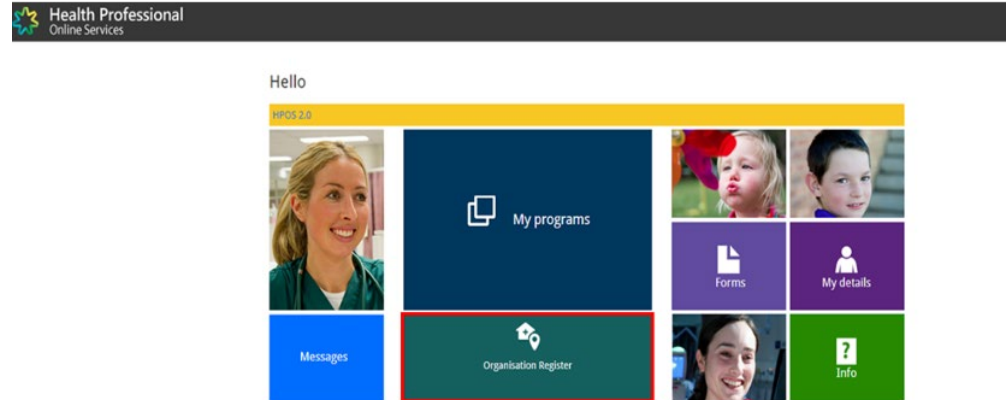 Health Professional
Online Services
Hello
HPOS 2.0
My programs
Forms
My details
Messages
Organisation Register
?
Info